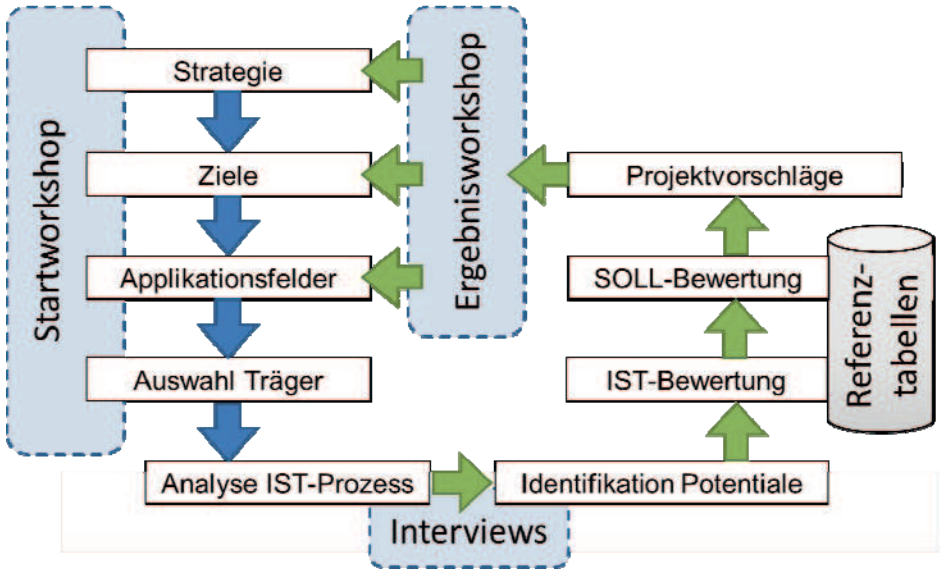 Startworkshop
Strategie
Ziele
Applikationsfelder
Auswahl Träger
Analyse IST-Prozess
Interviews
Identifikation Potentiale
IST-Bewertung
SOLL-Bewertung
Referenz-
tabellen
Projektvorschläge
Ergebnisworkshop